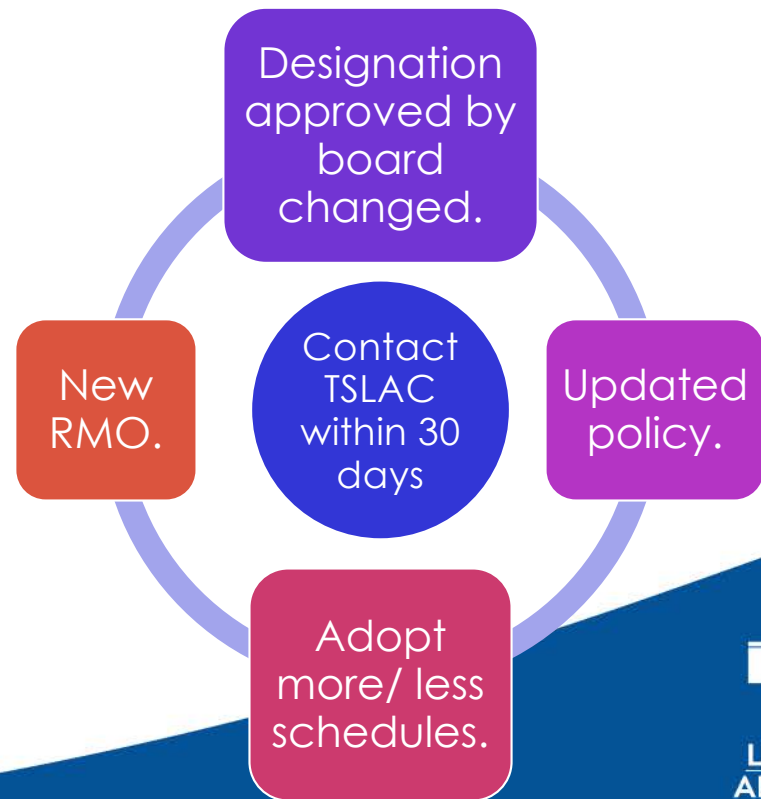 Designation
approved by
board
changed.
New
RMO.
Contact
TSLAC
within 30
days
Updated
policy.
Adopt
more/ less
schedules.